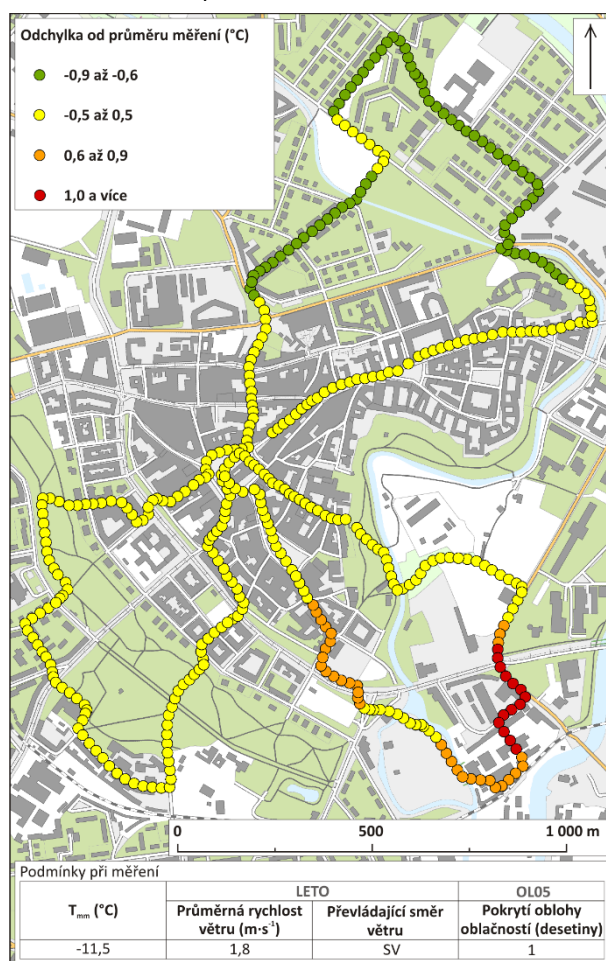 Odchylka od průměru měření (°C)
-0,9 až -0,6
-0,5 až 0,5
0,6 až 0,9
1,0 a více
0 500 1 000 m
Podmínky při měření
LETO OL05
Tmm (°C) Průměrná rychlost větru (m·s-1) Převládající směr větru Pokrytí oblohy oblačností (desetiny)
-11,5 1,8 SV 1